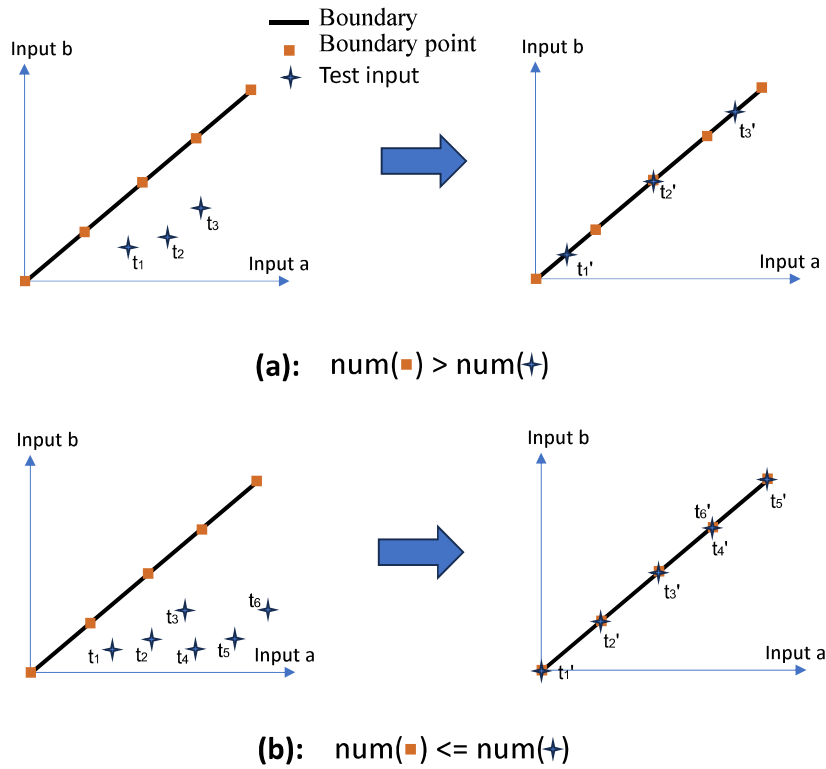 Boundary
Boundary point
Test input
Input b
t1
t2
t3
Input a
Input b
t1'
t2'
t3'
Input a
(a): num(■) > num(✦)
Input b
t1
t2
t3
t4
t5
t6
Input a
Input b
t1'
t2'
t3'
t6'
t4'
t5'
Input a
(b): num(■) <= num(✦)